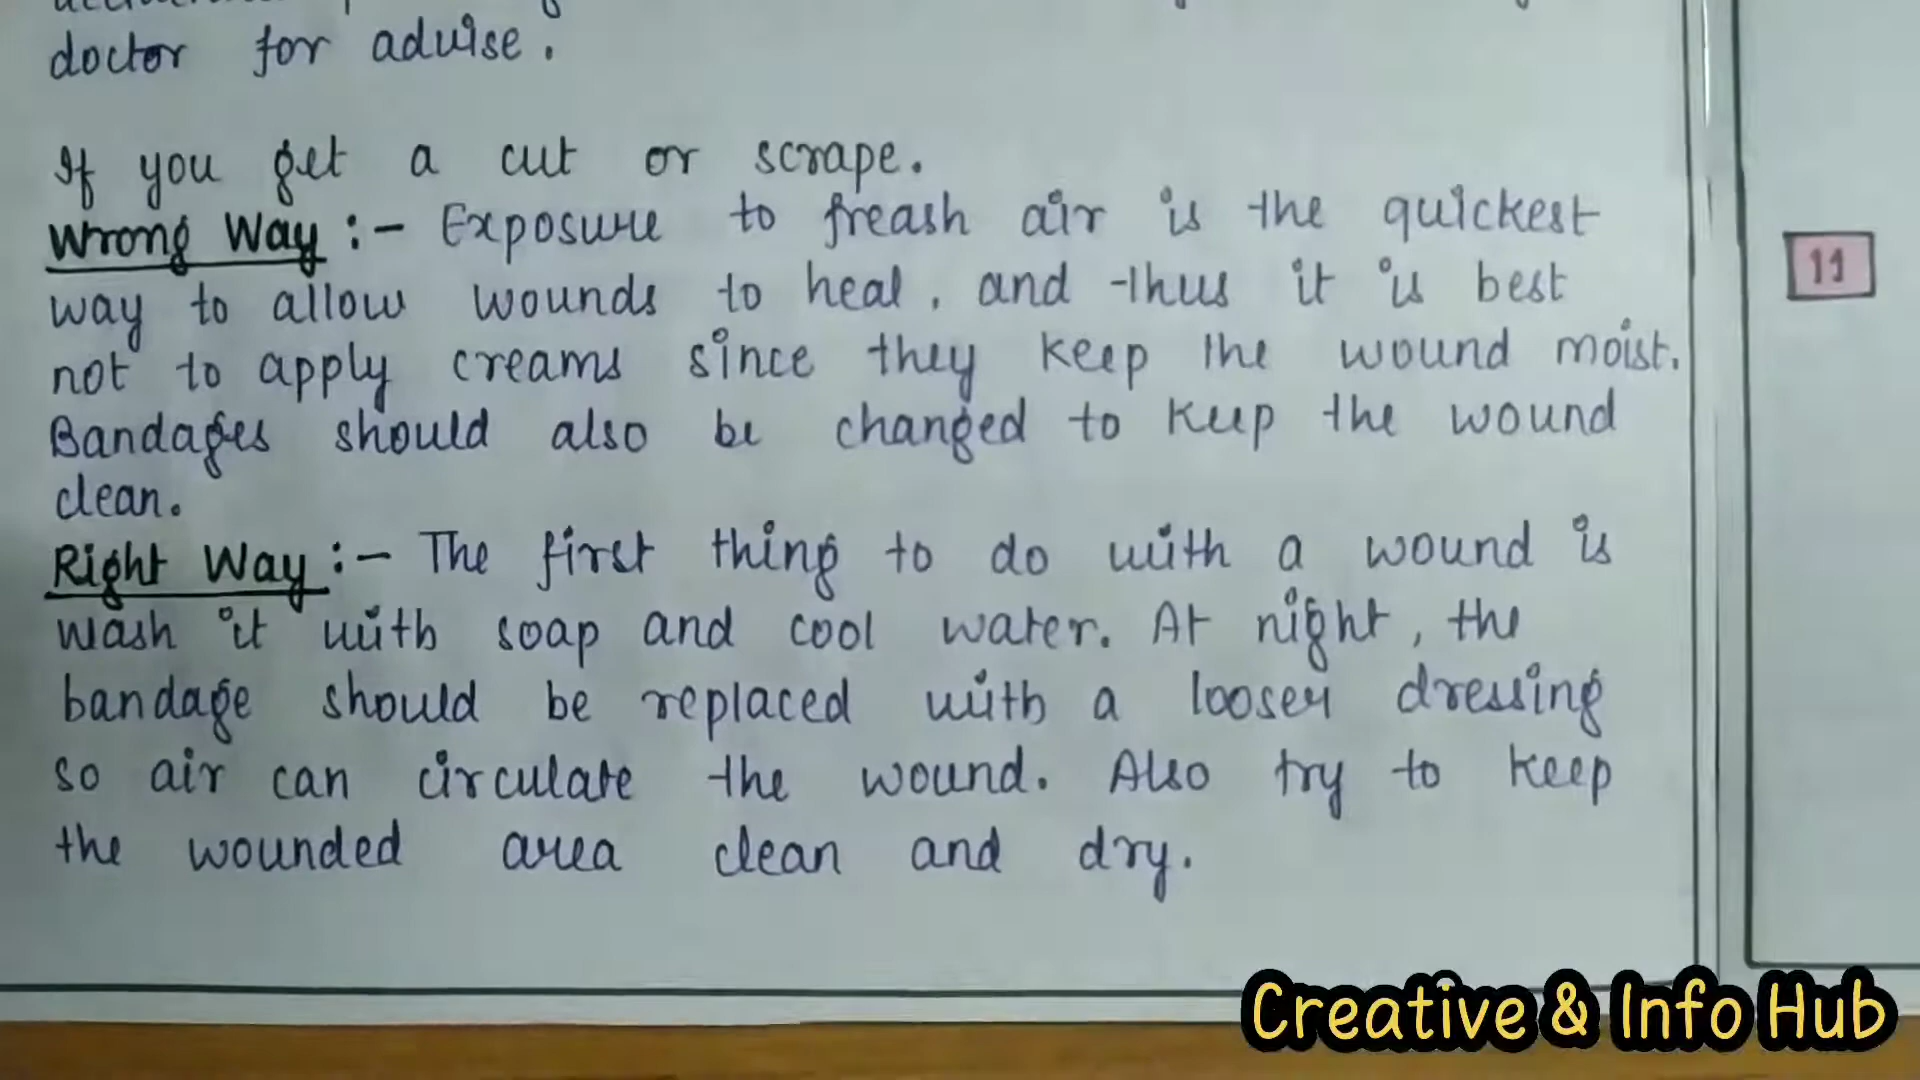 doctor for advise.
If you get a cut or scrape.
Wrong Way :- Exposure to freash air is the quickest
way to allow wounds to heal, and thus it is best
not to apply creams since they keep the wound moist.
Bandages should also be changed to keep the wound
clean.
Right Way :- The first thing to do with a wound is
wash it with soap and cool water. At night, the
bandage should be replaced with a looser dressing
so air can circulate the wound. Also try to keep
the wounded area clean and dry.
11
Creative & Info Hub